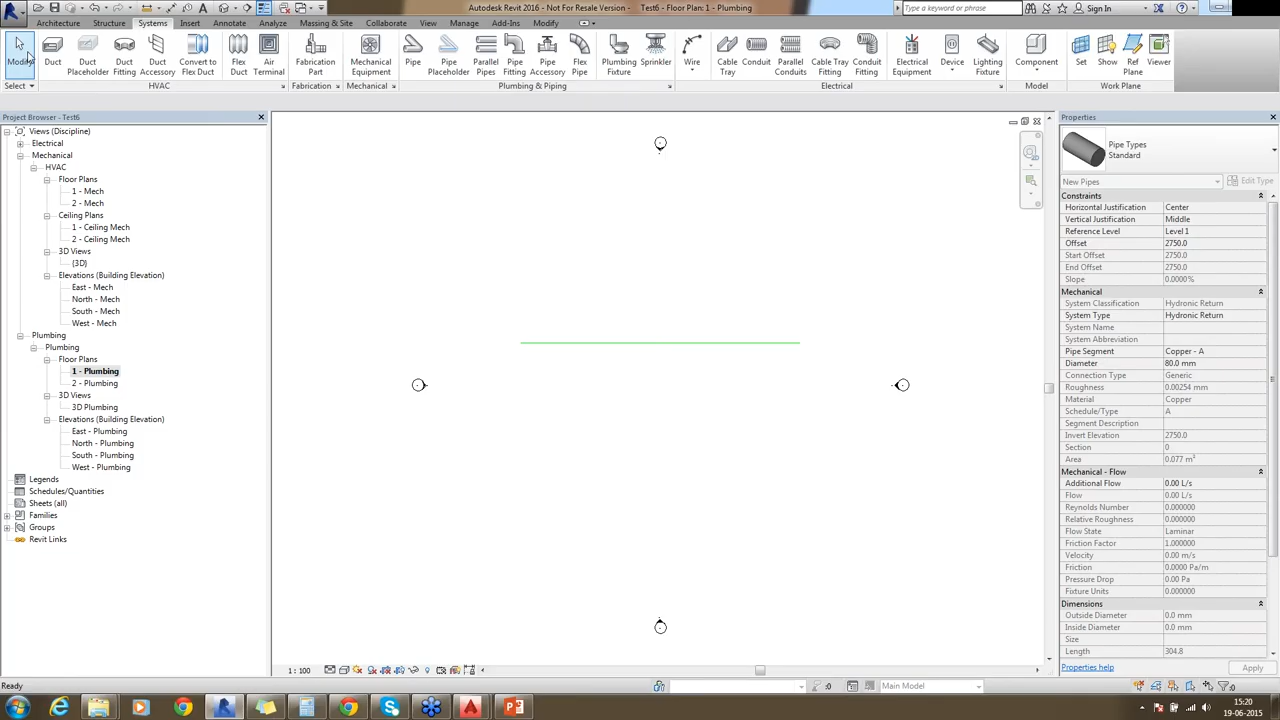 Autodesk Revit 2016 - Not For Resale Version - Test6 - Floor Plan: 1 - Plumbing
Type a keyword or phrase
Sign In
Architecture Structure Systems Insert Annotate Analyze Massing & Site Collaborate View Manage Add-Ins Modify
Modify
Duct
Duct Placeholder
Duct Fitting
Duct Accessory
Convert to Flex Duct
Flex Duct
Air Terminal
Fabrication Part
Mechanical Equipment
Pipe
Pipe Placeholder
Parallel Pipes
Pipe Fitting
Pipe Accessory
Flex Pipe
Plumbing Fixture
Sprinkler
Wire
Cable Tray
Conduit
Parallel Conduits
Cable Tray Fitting
Conduit Fitting
Electrical Equipment
Device
Lighting Fixture
Component
Set
Show
Ref Plane
Viewer
Select HVAC Fabrication Mechanical Plumbing & Piping Electrical Model Work Plane
Project Browser - Test6
Views (Discipline)
Electrical
Mechanical
HVAC
Floor Plans
1 - Mech
2 - Mech
Ceiling Plans
1 - Ceiling Mech
2 - Ceiling Mech
3D Views
{3D}
Elevations (Building Elevation)
East - Mech
North - Mech
South - Mech
West - Mech
Plumbing
Plumbing
Floor Plans
1 - Plumbing
2 - Plumbing
3D Views
3D Plumbing
Elevations (Building Elevation)
East - Plumbing
North - Plumbing
South - Plumbing
West - Plumbing
Legends
Schedules/Quantities
Sheets (all)
Families
Groups
Revit Links
Properties
Pipe Types
Standard
New Pipes
Edit Type
Constraints
Horizontal Justification Center
Vertical Justification Middle
Reference Level Level 1
Offset 2750.0
Start Offset 2750.0
End Offset 2750.0
Slope 0.0000%
Mechanical
System Classification Hydronic Return
System Type Hydronic Return
System Name
System Abbreviation
Pipe Segment Copper - A
Diameter 80.0 mm
Connection Type Generic
Roughness 0.00254 mm
Material Copper
Schedule/Type A
Segment Description
Invert Elevation 2750.0
Section 0
Area 0.077 m²
Mechanical - Flow
Additional Flow 0.00 L/s
Flow 0.00 L/s
Reynolds Number 0.000000
Relative Roughness 0.000000
Flow State Laminar
Friction Factor 1.000000
Velocity 0.00 m/s
Friction 0.0000 Pa/m
Pressure Drop 0.00 Pa
Fixture Units 0.000000
Dimensions
Outside Diameter 0.0 mm
Inside Diameter 0.0 mm
Size
Length 304.8
Properties help
Apply
1 : 100
Ready
:0
Main Model
:0
15:20
19-06-2015